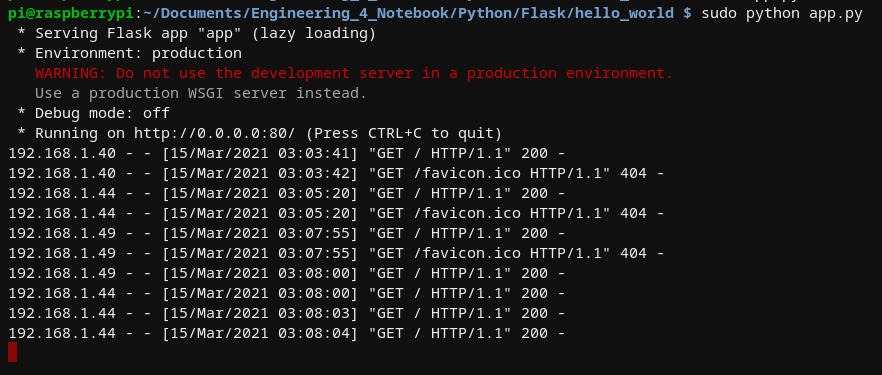 pi@raspberrypi:~/Documents/Engineering_4_Notebook/Python/Flask/hello_world $ sudo python app.py
* Serving Flask app "app" (lazy loading)
* Environment: production
WARNING: Do not use the development server in a production environment.
Use a production WSGI server instead.
* Debug mode: off
* Running on http://0.0.0.0:80/ (Press CTRL+C to quit)
192.168.1.40 - - [15/Mar/2021 03:03:41] "GET / HTTP/1.1" 200 -
192.168.1.40 - - [15/Mar/2021 03:03:42] "GET /favicon.ico HTTP/1.1" 404 -
192.168.1.44 - - [15/Mar/2021 03:05:20] "GET / HTTP/1.1" 200 -
192.168.1.44 - - [15/Mar/2021 03:05:20] "GET /favicon.ico HTTP/1.1" 404 -
192.168.1.49 - - [15/Mar/2021 03:07:55] "GET / HTTP/1.1" 200 -
192.168.1.49 - - [15/Mar/2021 03:07:55] "GET /favicon.ico HTTP/1.1" 404 -
192.168.1.49 - - [15/Mar/2021 03:08:00] "GET / HTTP/1.1" 200 -
192.168.1.44 - - [15/Mar/2021 03:08:00] "GET / HTTP/1.1" 200 -
192.168.1.44 - - [15/Mar/2021 03:08:03] "GET / HTTP/1.1" 200 -
192.168.1.44 - - [15/Mar/2021 03:08:04] "GET / HTTP/1.1" 200 -